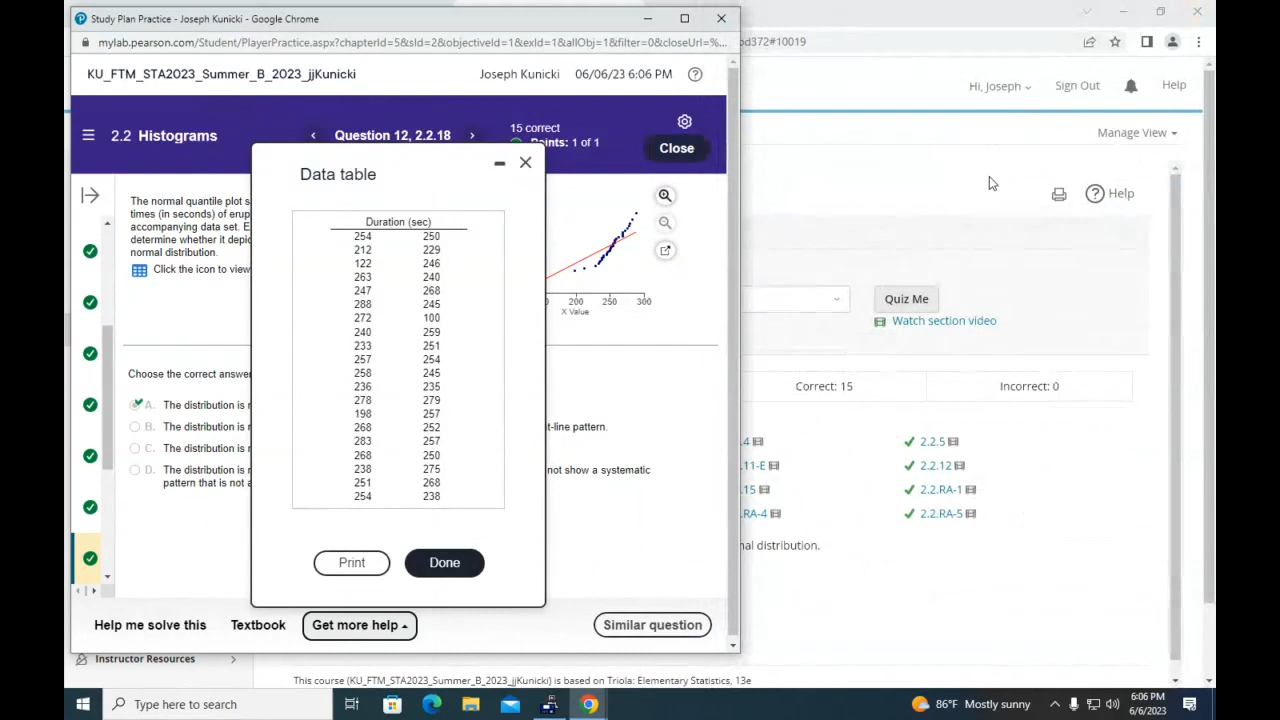 Study Plan Practice - Joseph Kunicki - Google Chrome
mylab.pearson.com/Student/PlayerPractice.aspx?chapterId=5&sId=2&objectiveId=1&exId=1&allObj=1&filter=0&closeUrl=%...
od372#10019
KU_FTM_STA2023_Summer_B_2023_jjKunicki
Joseph Kunicki 06/06/23 6:06 PM
Hi, Joseph
Sign Out
Help
2.2 Histograms
Question 12, 2.2.18
15 correct
Points: 1 of 1
Close
Manage View
Help
The normal quantile plot s
times (in seconds) of erup
accompanying data set. E
determine whether it depic
normal distribution.
Click the icon to view
200 250 300
X Value
Choose the correct answer
A. The distribution is r
B. The distribution is r
t-line pattern.
C. The distribution is r
D. The distribution is r
not show a systematic
pattern that is not a
Data table
Duration (sec)
254 250
212 229
122 246
263 240
247 268
288 245
272 100
240 259
233 251
257 254
258 245
236 235
278 279
198 257
268 252
283 257
268 250
238 275
251 268
254 238
Print
Done
Help me solve this
Textbook
Get more help
Similar question
Quiz Me
Watch section video
Correct: 15
Incorrect: 0
.4
2.2.5
.11-E
2.2.12
.15
2.2.RA-1
.RA-4
2.2.RA-5
nal distribution.
Instructor Resources
This course (KU_FTM_STA2023_Summer_B_2023_jjKunicki) is based on Triola: Elementary Statistics, 13e
Type here to search
86°F Mostly sunny
6:06 PM
6/6/2023